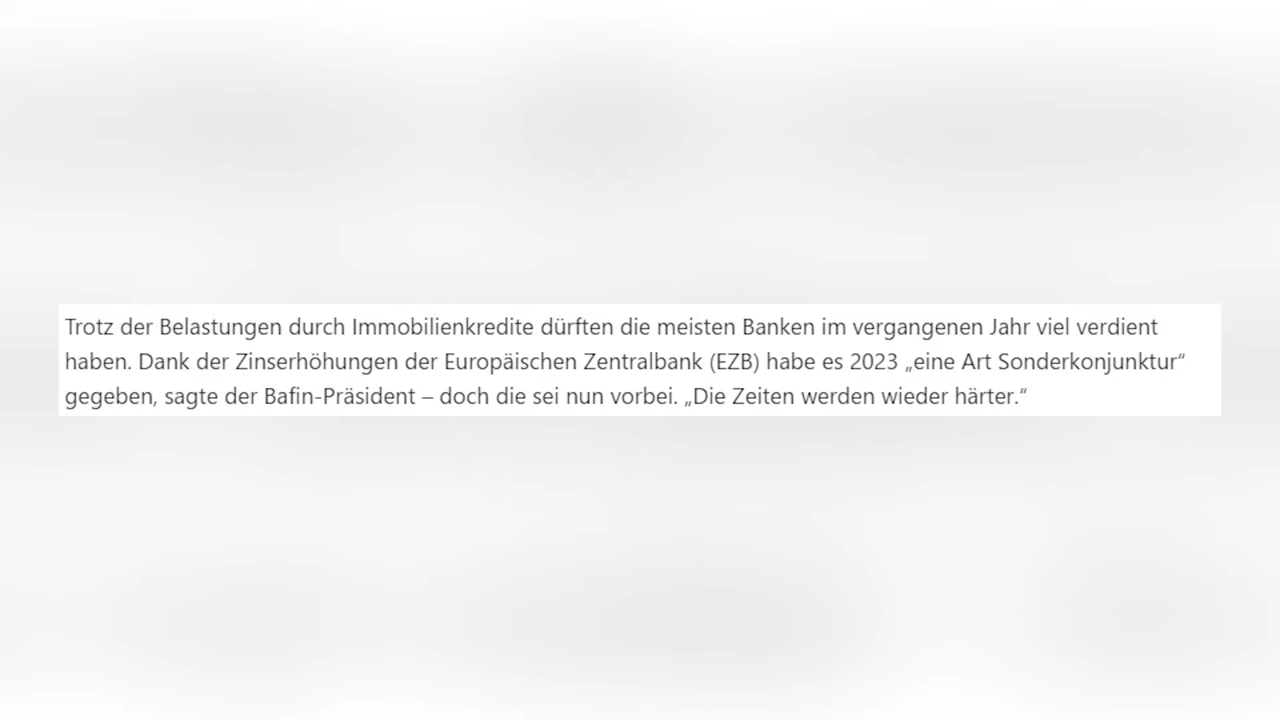 Trotz der Belastungen durch Immobilienkredite dürften die meisten Banken im vergangenen Jahr viel verdient
haben. Dank der Zinserhöhungen der Europäischen Zentralbank (EZB) habe es 2023 „eine Art Sonderkonjunktur“
gegeben, sagte der Bafin-Präsident – doch die sei nun vorbei. „Die Zeiten werden wieder härter.“